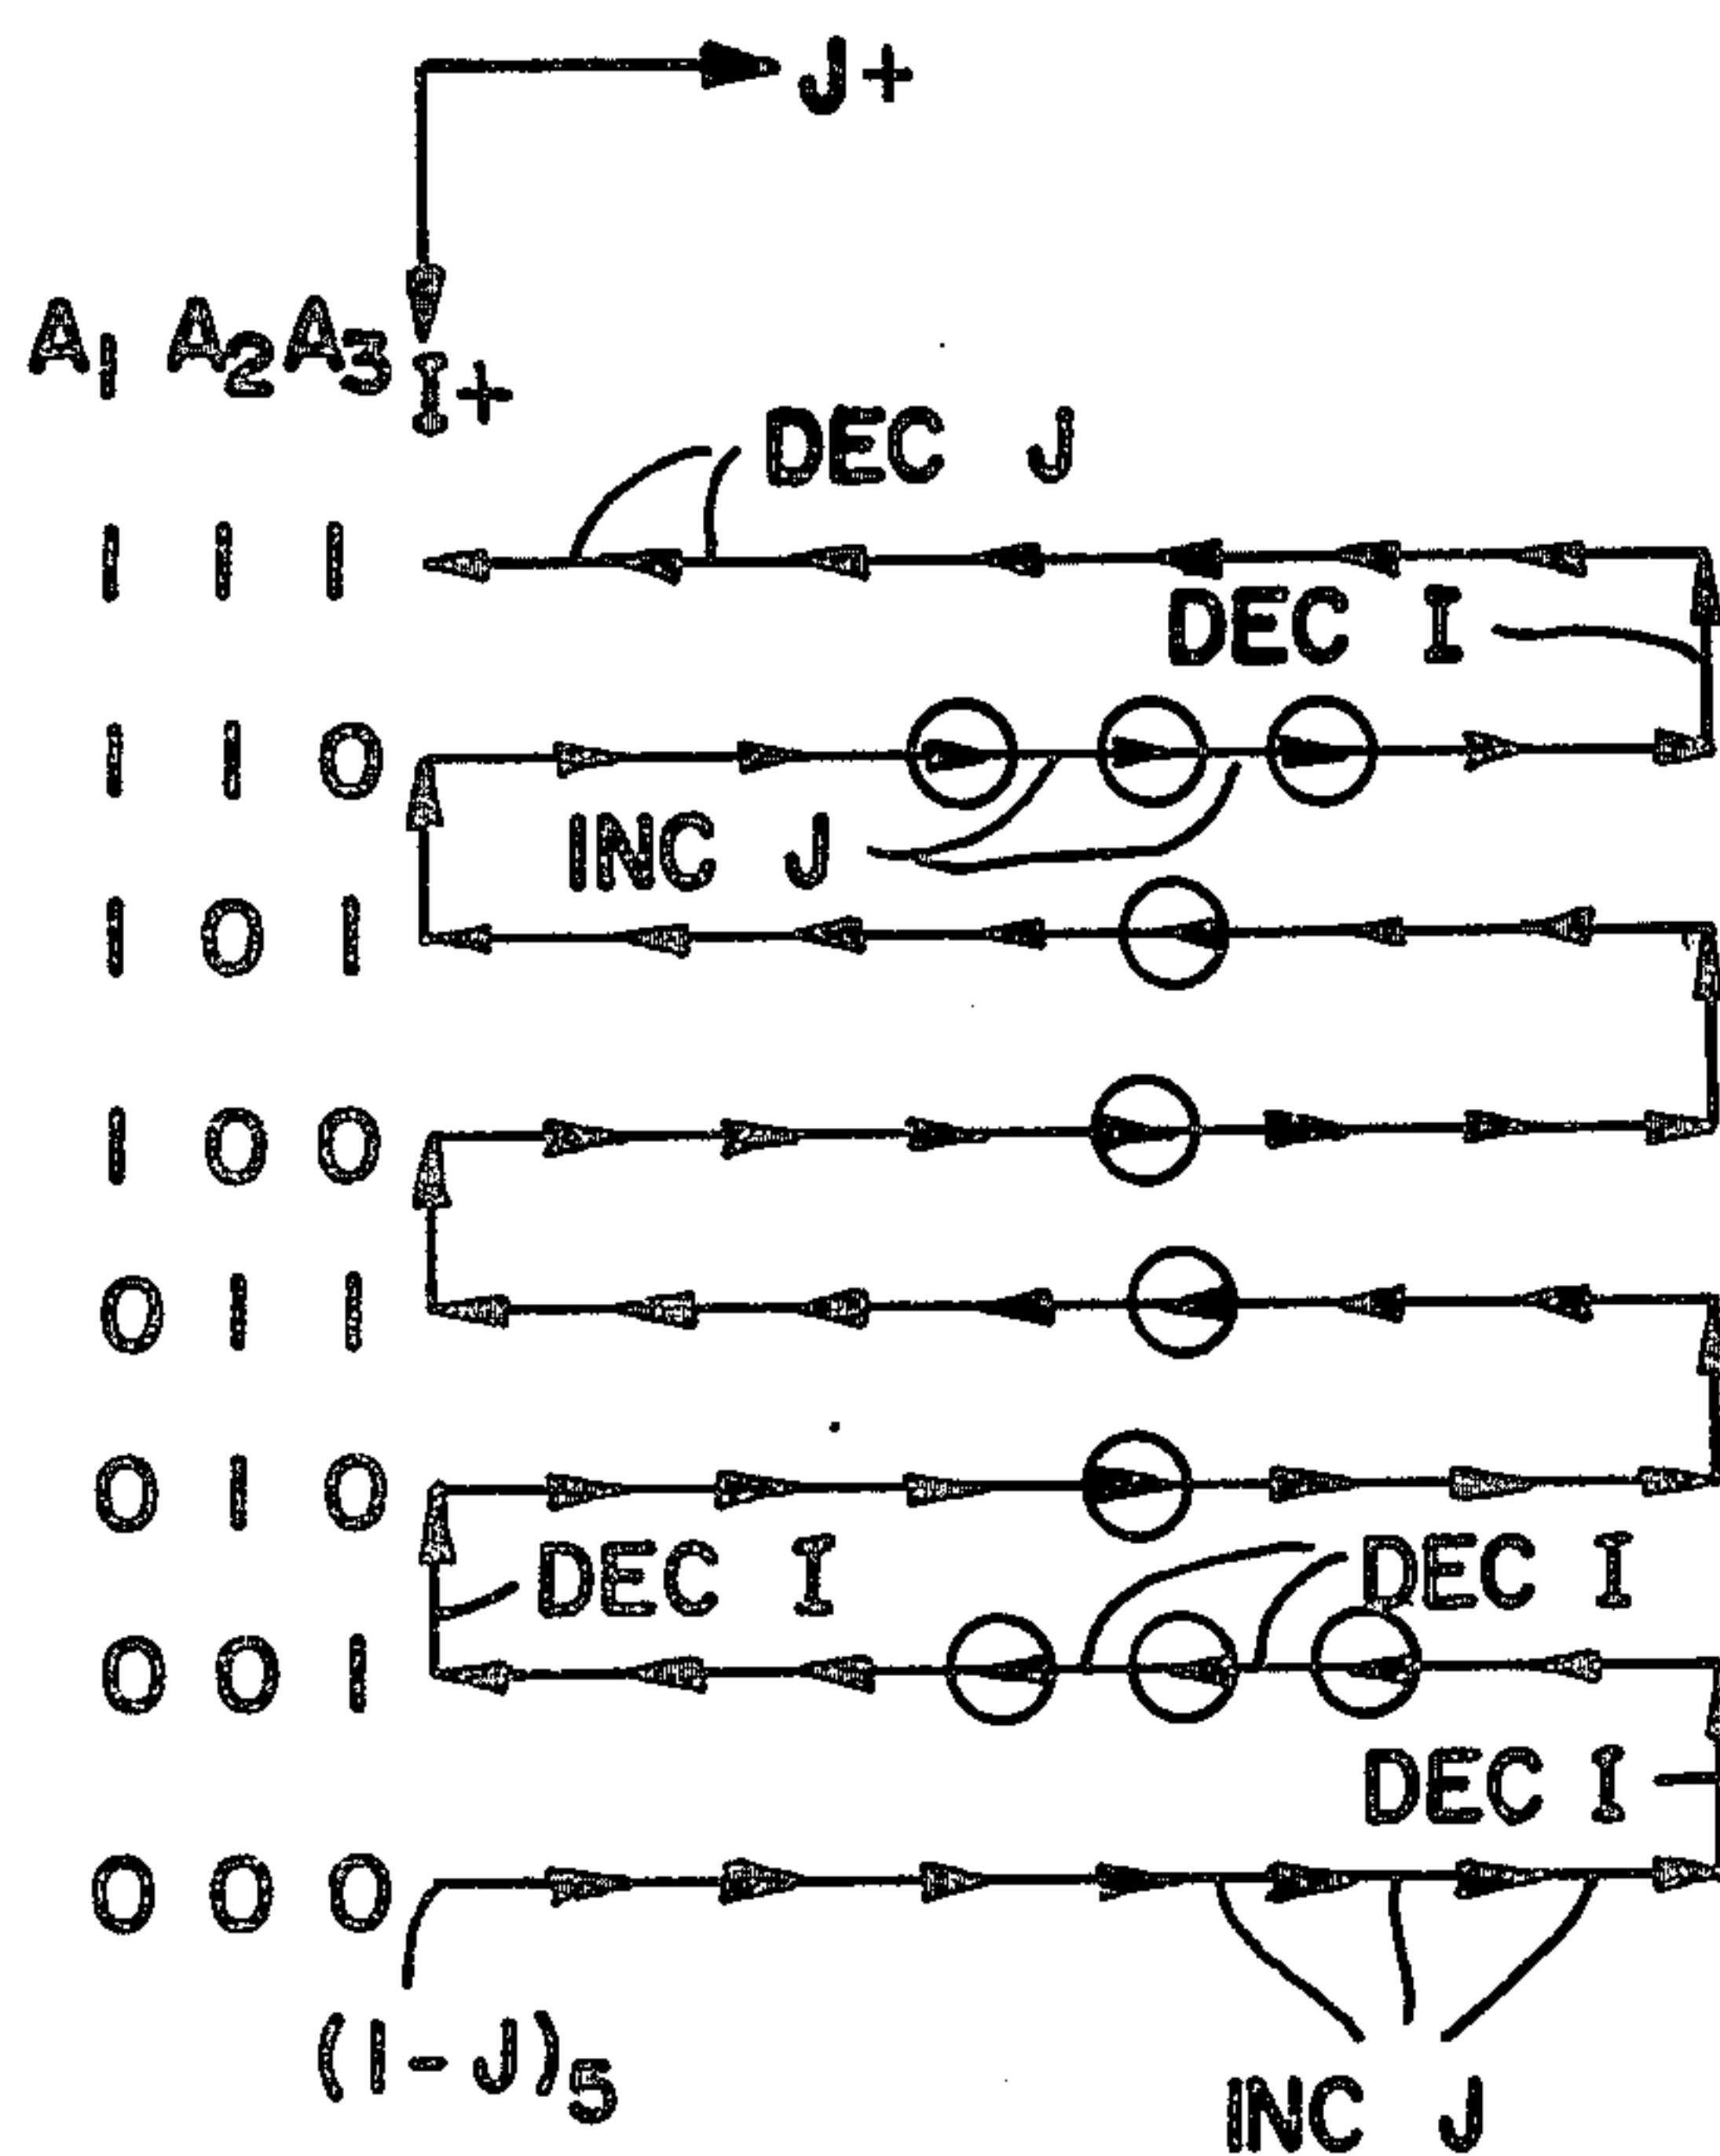 J+
A1 A2 A3 I+
DEC J
1 1 1
DEC I
1 1 0
INC J
1 0 1
1 0 0
0 1 1
0 1 0
DEC I DEC I
0 0 1
DEC I
0 0 0
(I-J)5
INC J